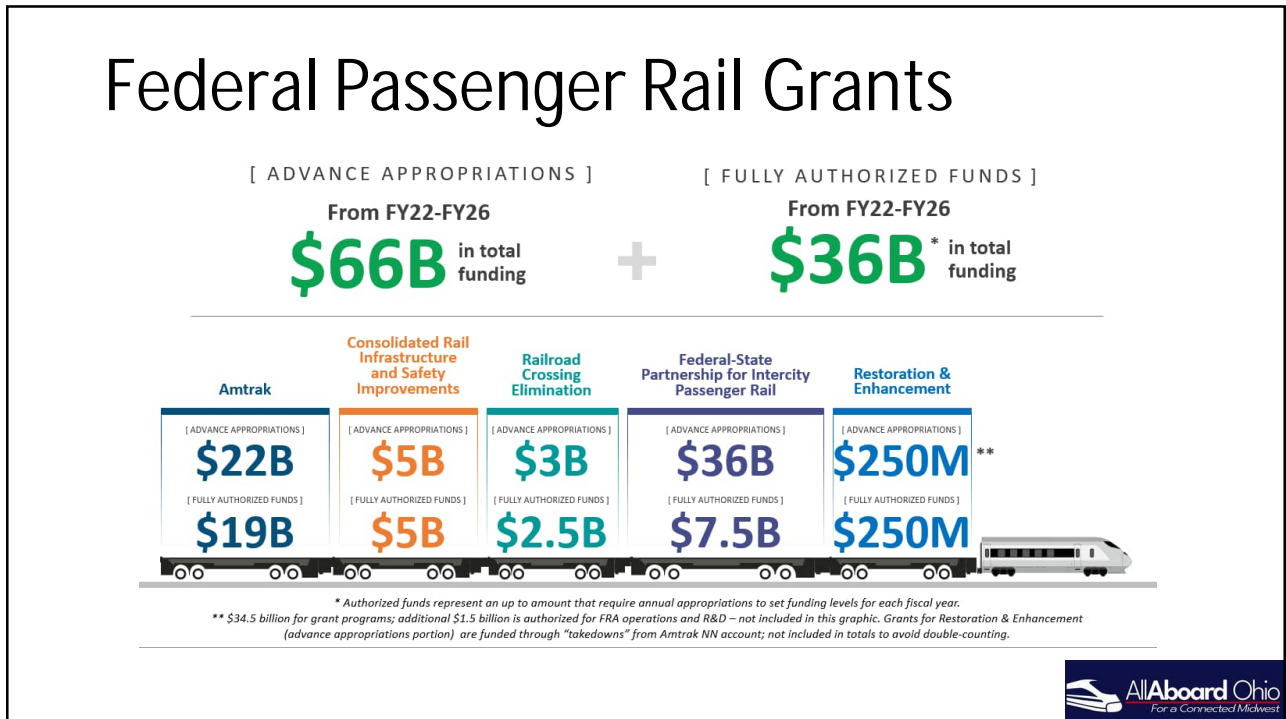 Federal Passenger Rail Grants
[ ADVANCE APPROPRIATIONS ]
From FY22-FY26
$66B in total
funding
+
[ FULLY AUTHORIZED FUNDS ]
From FY22-FY26
$36B* in total
funding
Amtrak
[ ADVANCE APPROPRIATIONS ]
$22B
[ FULLY AUTHORIZED FUNDS ]
$19B
Consolidated Rail
Infrastructure
and Safety
Improvements
[ ADVANCE APPROPRIATIONS ]
$5B
[ FULLY AUTHORIZED FUNDS ]
$5B
Railroad
Crossing
Elimination
[ ADVANCE APPROPRIATIONS ]
$3B
[ FULLY AUTHORIZED FUNDS ]
$2.5B
Federal-State
Partnership for Intercity
Passenger Rail
[ ADVANCE APPROPRIATIONS ]
$36B
[ FULLY AUTHORIZED FUNDS ]
$7.5B
Restoration &
Enhancement
[ ADVANCE APPROPRIATIONS ]
$250M **
[ FULLY AUTHORIZED FUNDS ]
$250M
* Authorized funds represent an up to amount that require annual appropriations to set funding levels for each fiscal year.
** $34.5 billion for grant programs; additional $1.5 billion is authorized for FRA operations and R&D – not included in this graphic. Grants for Restoration & Enhancement
(advance appropriations portion) are funded through "takedowns" from Amtrak NN account; not included in totals to avoid double-counting.
AllAboard Ohio
For a Connected Midwest